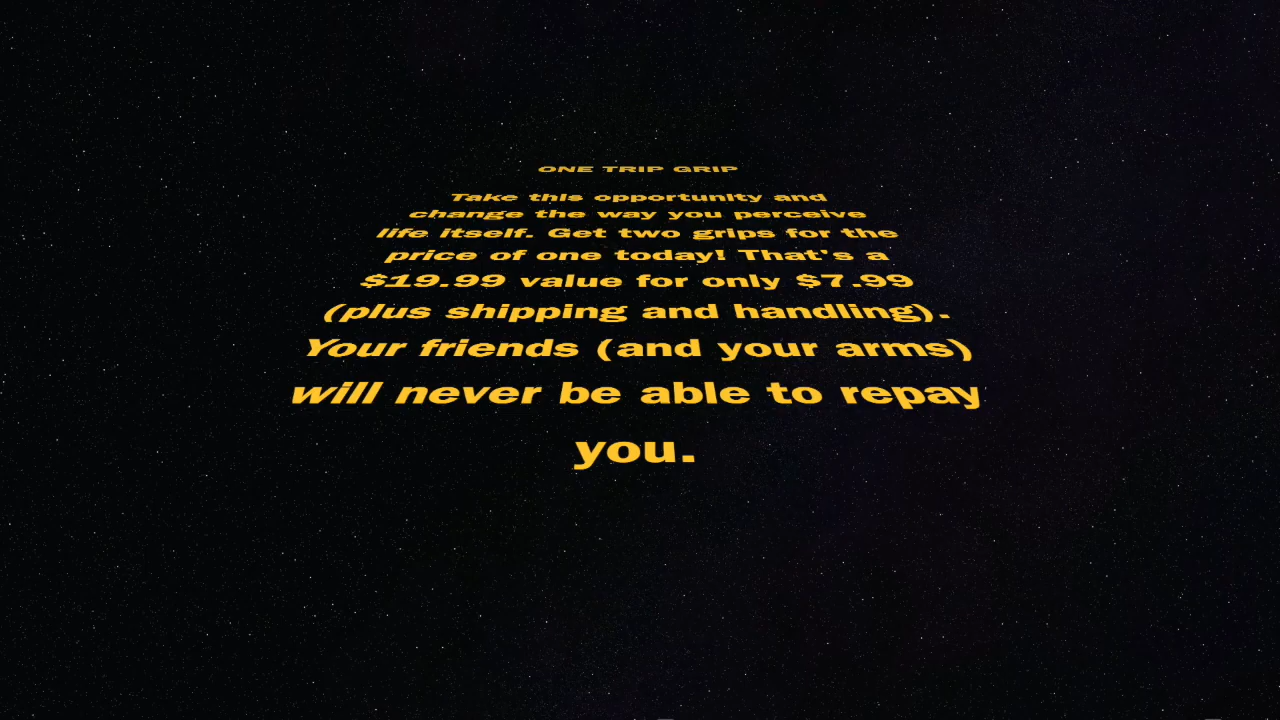 ONE TRIP GRIP
Take this opportunity and
change the way you perceive
life itself. Get two grips for the
price of one today! That's a
$19.99 value for only $7.99
(plus shipping and handling).
Your friends (and your arms)
will never be able to repay
you.